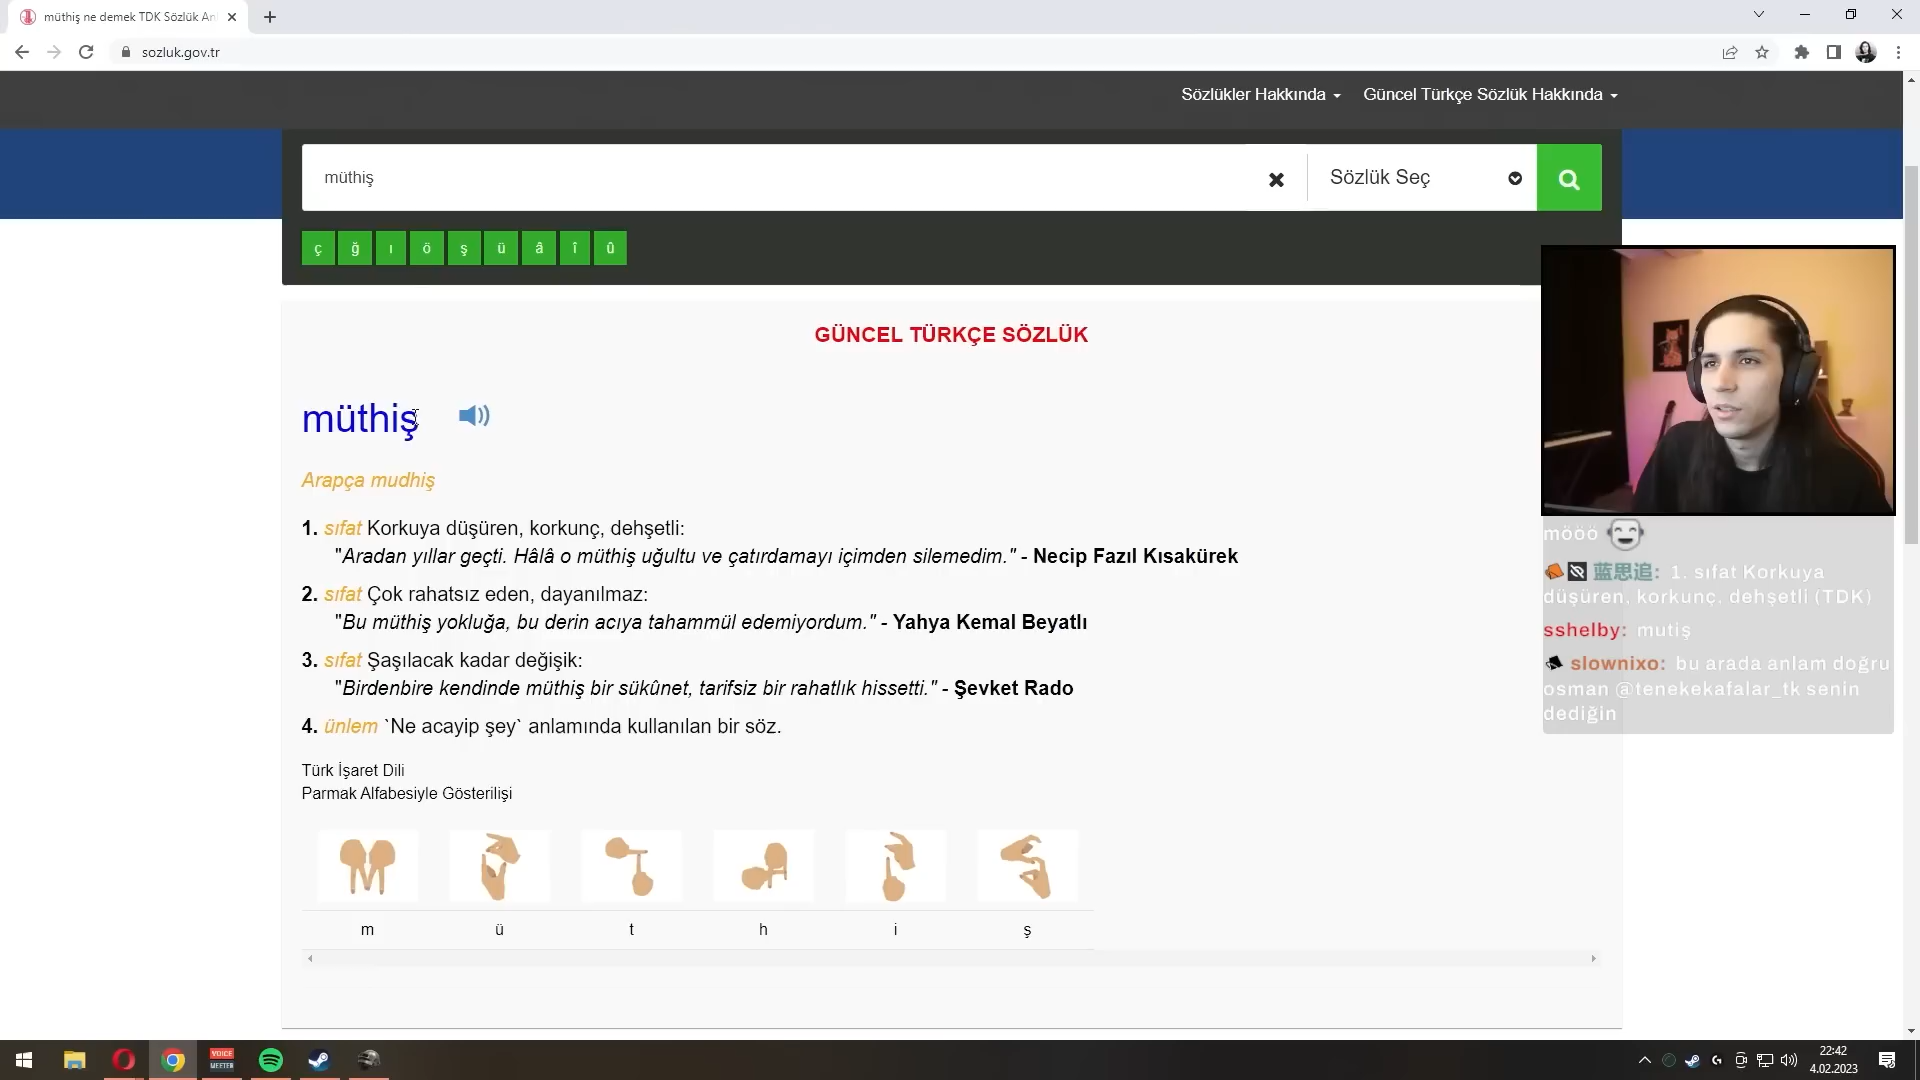 müthiş ne demek TDK Sözlük An
sozluk.gov.tr
Sözlükler Hakkında
Güncel Türkçe Sözlük Hakkında
müthiş
Sözlük Seç
ç ğ ı ö ş ü â î û
GÜNCEL TÜRKÇE SÖZLÜK
müthiş
Arapça mudhiş
1. sıfat Korkuya düşüren, korkunç, dehşetli:
"Aradan yıllar geçti. Hâlâ o müthiş uğultu ve çatırdamayı içimden silemedim." - Necip Fazıl Kısakürek
2. sıfat Çok rahatsız eden, dayanılmaz:
"Bu müthiş yokluğa, bu derin acıya tahammül edemiyordum." - Yahya Kemal Beyatlı
3. sıfat Şaşılacak kadar değişik:
"Birdenbire kendinde müthiş bir sükûnet, tarifsiz bir rahatlık hissetti." - Şevket Rado
4. ünlem `Ne acayip şey` anlamında kullanılan bir söz.
Türk İşaret Dili
Parmak Alfabesiyle Gösterilişi
m ü t h i ş
mööö
蓝思追: 1. sıfat Korkuya
düşüren, korkunç, dehşetli (TDK)
sshelby: mutiş
slownixo: bu arada anlam doğru
osman @tenekekafalar_tk senin
dediğin
VOICE
MEETER
22:42
4.02.2023